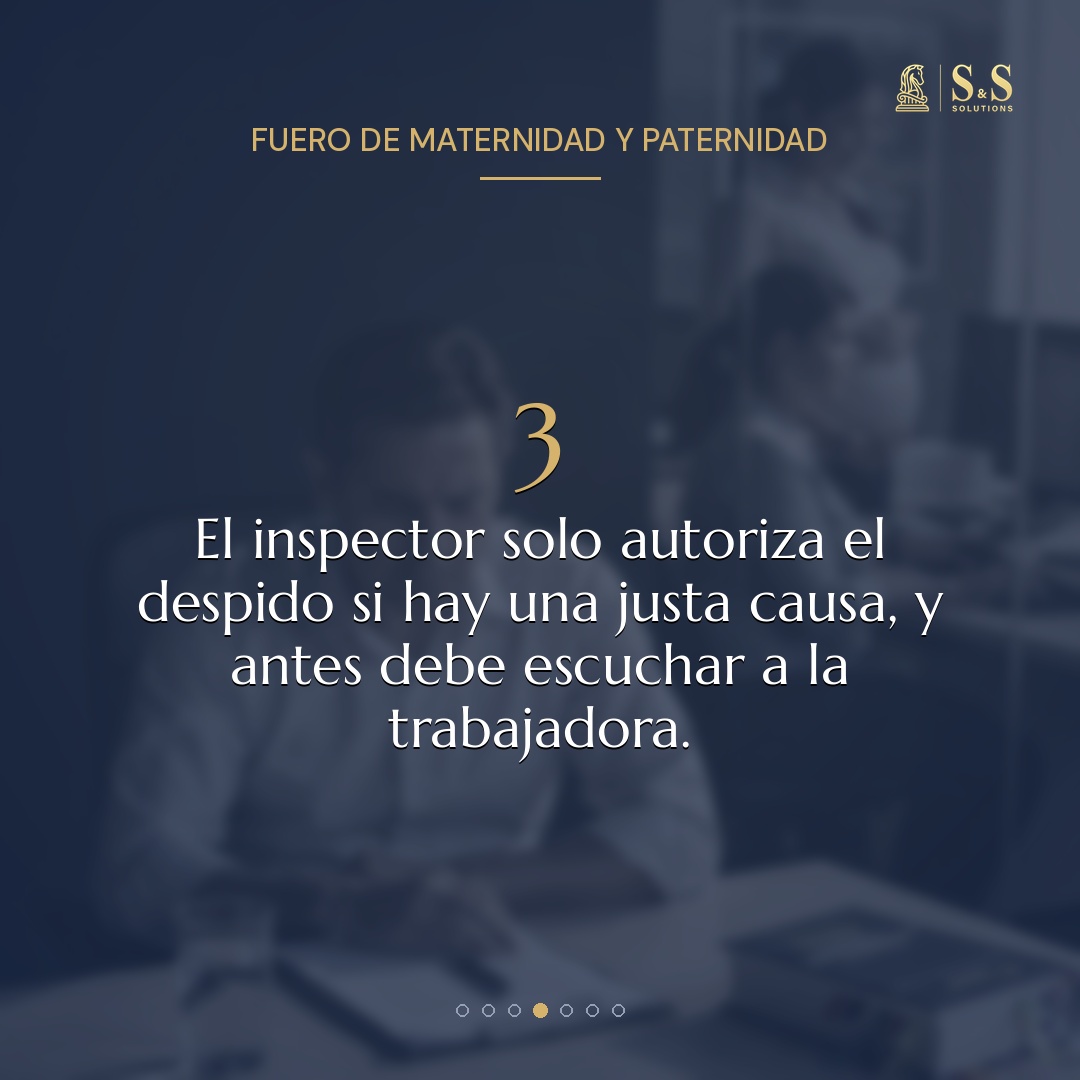 S&S
SOLUTIONS
FUERO DE MATERNIDAD Y PATERNIDAD
3
El inspector solo autoriza el
despido si hay una justa causa, y
antes debe escuchar a la
trabajadora.